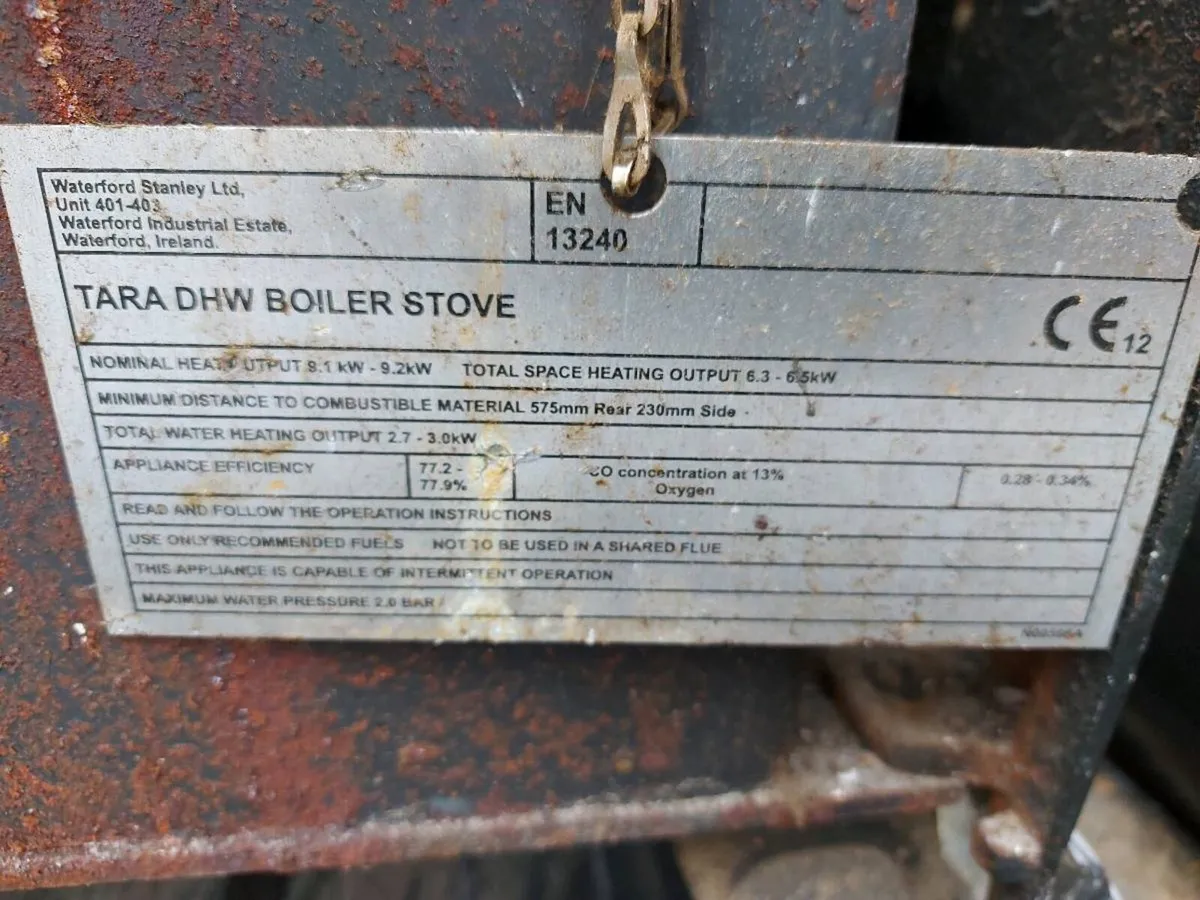 Waterford Stanley Ltd,
Unit 401-403
Waterford Industrial Estate,
Waterford, Ireland.
EN
13240
TARA DHW BOILER STOVE
CE 12
NOMINAL HEAT UTPUT 9.1 kW - 9.2kW TOTAL SPACE HEATING OUTPUT 6.3 - 6.5kW
MINIMUM DISTANCE TO COMBUSTIBLE MATERIAL 575mm Rear 230mm Side
TOTAL WATER HEATING OUTPUT 2.7 - 3.0kW
APPLIANCE EFFICIENCY
77.2 -
77.9%
CO concentration at 13%
Oxygen
0.28 - 0.34%
READ AND FOLLOW THE OPERATION INSTRUCTIONS
USE ONLY RECOMMENDED FUELS NOT TO BE USED IN A SHARED FLUE
THIS APPLIANCE IS CAPABLE OF INTERMITTENT OPERATION
MAXIMUM WATER PRESSURE 2.0 BAR